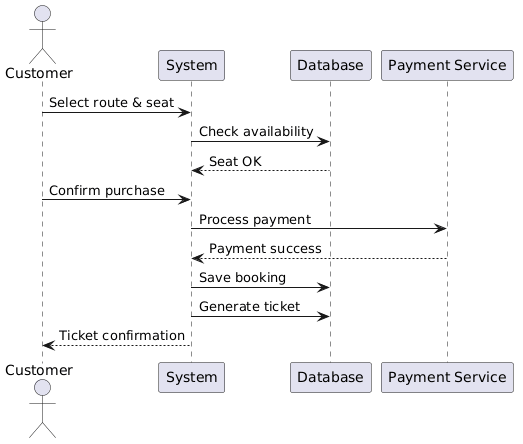 Customer
System
Database
Payment Service
Select route & seat
Check availability
Seat OK
Confirm purchase
Process payment
Payment success
Save booking
Generate ticket
Ticket confirmation
Customer
System
Database
Payment Service